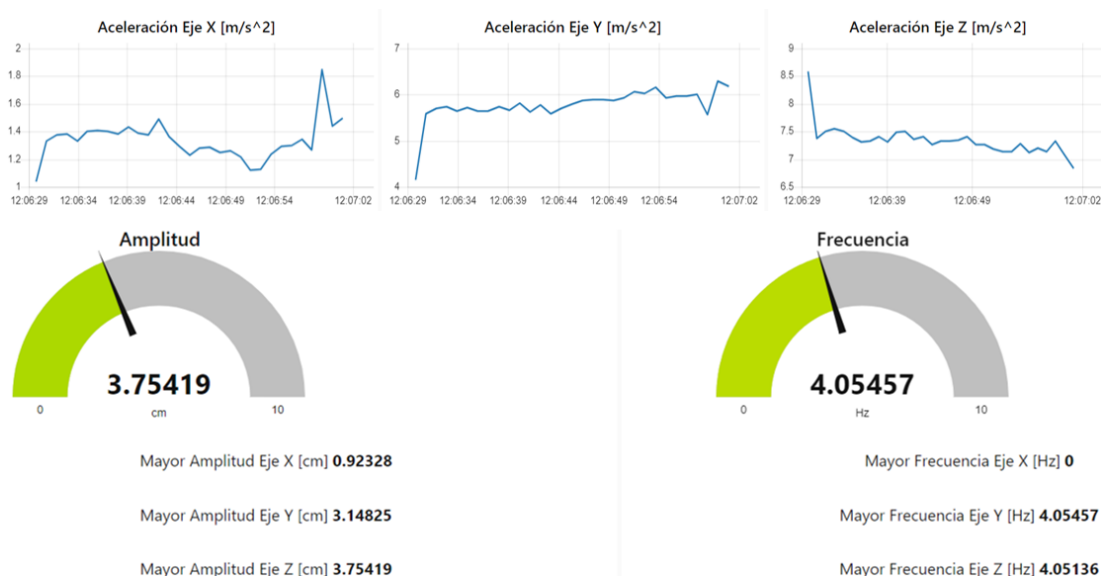 Aceleración Eje X [m/s^2]
2
1.8
1.6
1.4
1.2
1
12:06:29 12:06:34 12:06:39 12:06:44 12:06:49 12:06:54 12:07:02
Aceleración Eje Y [m/s^2]
7
6
5
4
12:06:29 12:06:34 12:06:39 12:06:44 12:06:49 12:06:54 12:07:02
Aceleración Eje Z [m/s^2]
9
8.5
8
7.5
7
6.5
12:06:29 12:06:39 12:06:49 12:07:02
Amplitud
3.75419
0 cm 10
Mayor Amplitud Eje X [cm] 0.92328
Mayor Amplitud Eje Y [cm] 3.14825
Mayor Amplitud Eje Z [cm] 3.75419
Frecuencia
4.05457
0 Hz 10
Mayor Frecuencia Eje X [Hz] 0
Mayor Frecuencia Eje Y [Hz] 4.05457
Mayor Frecuencia Eje Z [Hz] 4.05136